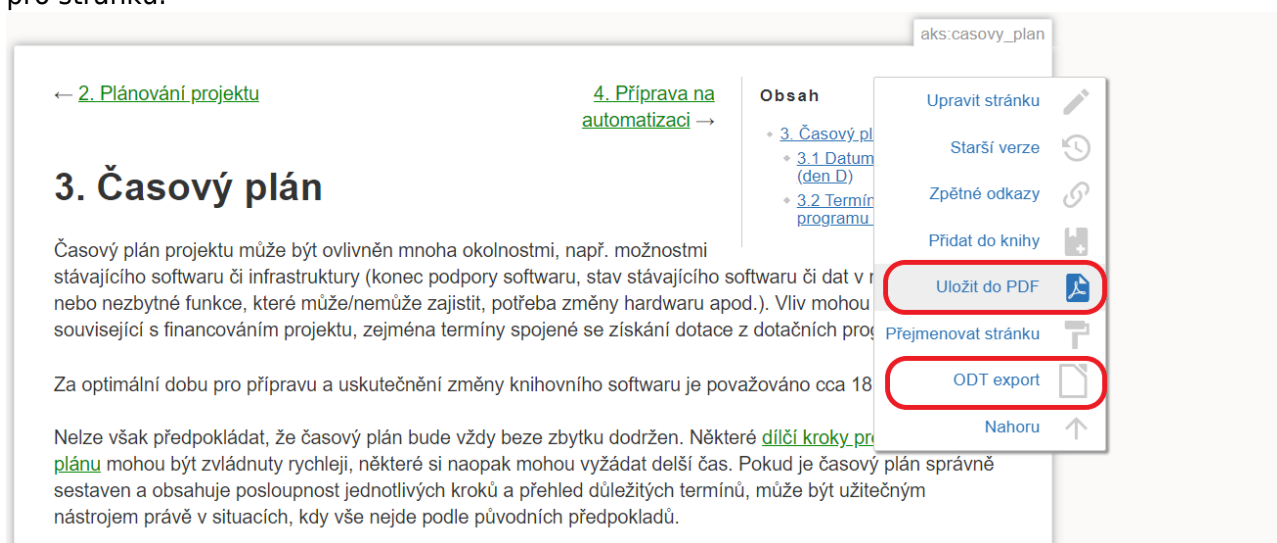 pro stránku:
aks:casovy_plan
← 2. Plánování projektu
4. Příprava na
automatizaci →
Obsah
3. Časový pl
3.1 Datum
(den D)
3.2 Termín
programu
Upravit stránku
Starší verze
Zpětné odkazy
Přidat do knihy
Uložit do PDF
Přejmenovat stránku
ODT export
Nahoru
3. Časový plán
Časový plán projektu může být ovlivněn mnoha okolnostmi, např. možnostmi
stávajícího softwaru či infrastruktury (konec podpory softwaru, stav stávajícího softwaru či dat v
nebo nezbytné funkce, které může/nemůže zajistit, potřeba změny hardwaru apod.). Vliv mohou
související s financováním projektu, zejména termíny spojené se získání dotace z dotačních prog
Za optimální dobu pro přípravu a uskutečnění změny knihovního softwaru je považováno cca 18
Nelze však předpokládat, že časový plán bude vždy beze zbytku dodržen. Některé dílčí kroky pro
plánu mohou být zvládnuty rychleji, některé si naopak mohou vyžádat delší čas. Pokud je časový plán správně
sestaven a obsahuje posloupnost jednotlivých kroků a přehled důležitých termínů, může být užitečným
nástrojem právě v situacích, kdy vše nejde podle původních předpokladů.